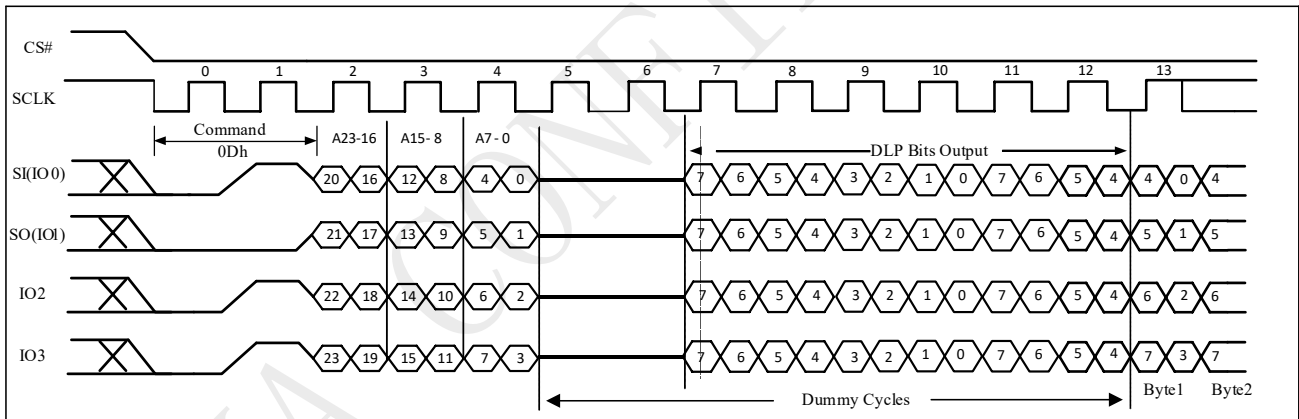 CS#
0 1 2 3 4 5 6 7 8 9 10 11 12 13
SCLK
Command
0Dh
A23-16 A15- 8 A7 - 0
DLP Bits Output
SI(IO0) 20 16 12 8 4 0 7 6 5 4 3 2 1 0 7 6 5 4 4 0 4
SO(IO1) 21 17 13 9 5 1 7 6 5 4 3 2 1 0 7 6 5 4 5 1 5
IO2 22 18 14 10 6 2 7 6 5 4 3 2 1 0 7 6 5 4 6 2 6
IO3 23 19 15 11 7 3 7 6 5 4 3 2 1 0 7 6 5 4 7 3 7
Byte1 Byte2
Dummy Cycles